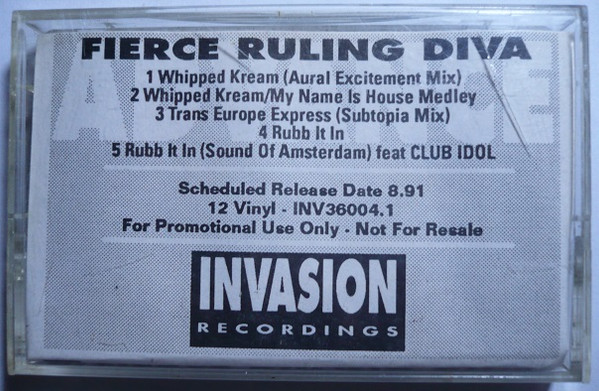 FIERCE RULING DIVA
ADVANCE
1 Whipped Kream (Aural Excitement Mix)
2 Whipped Kream/My Name Is House Medley
3 Trans Europe Express (Subtopia Mix)
4 Rubb It In
5 Rubb It In (Sound Of Amsterdam) feat CLUB IDOL
Scheduled Release Date 8.91
12 Vinyl - INV36004.1
For Promotional Use Only - Not For Resale
INVASION
RECORDINGS